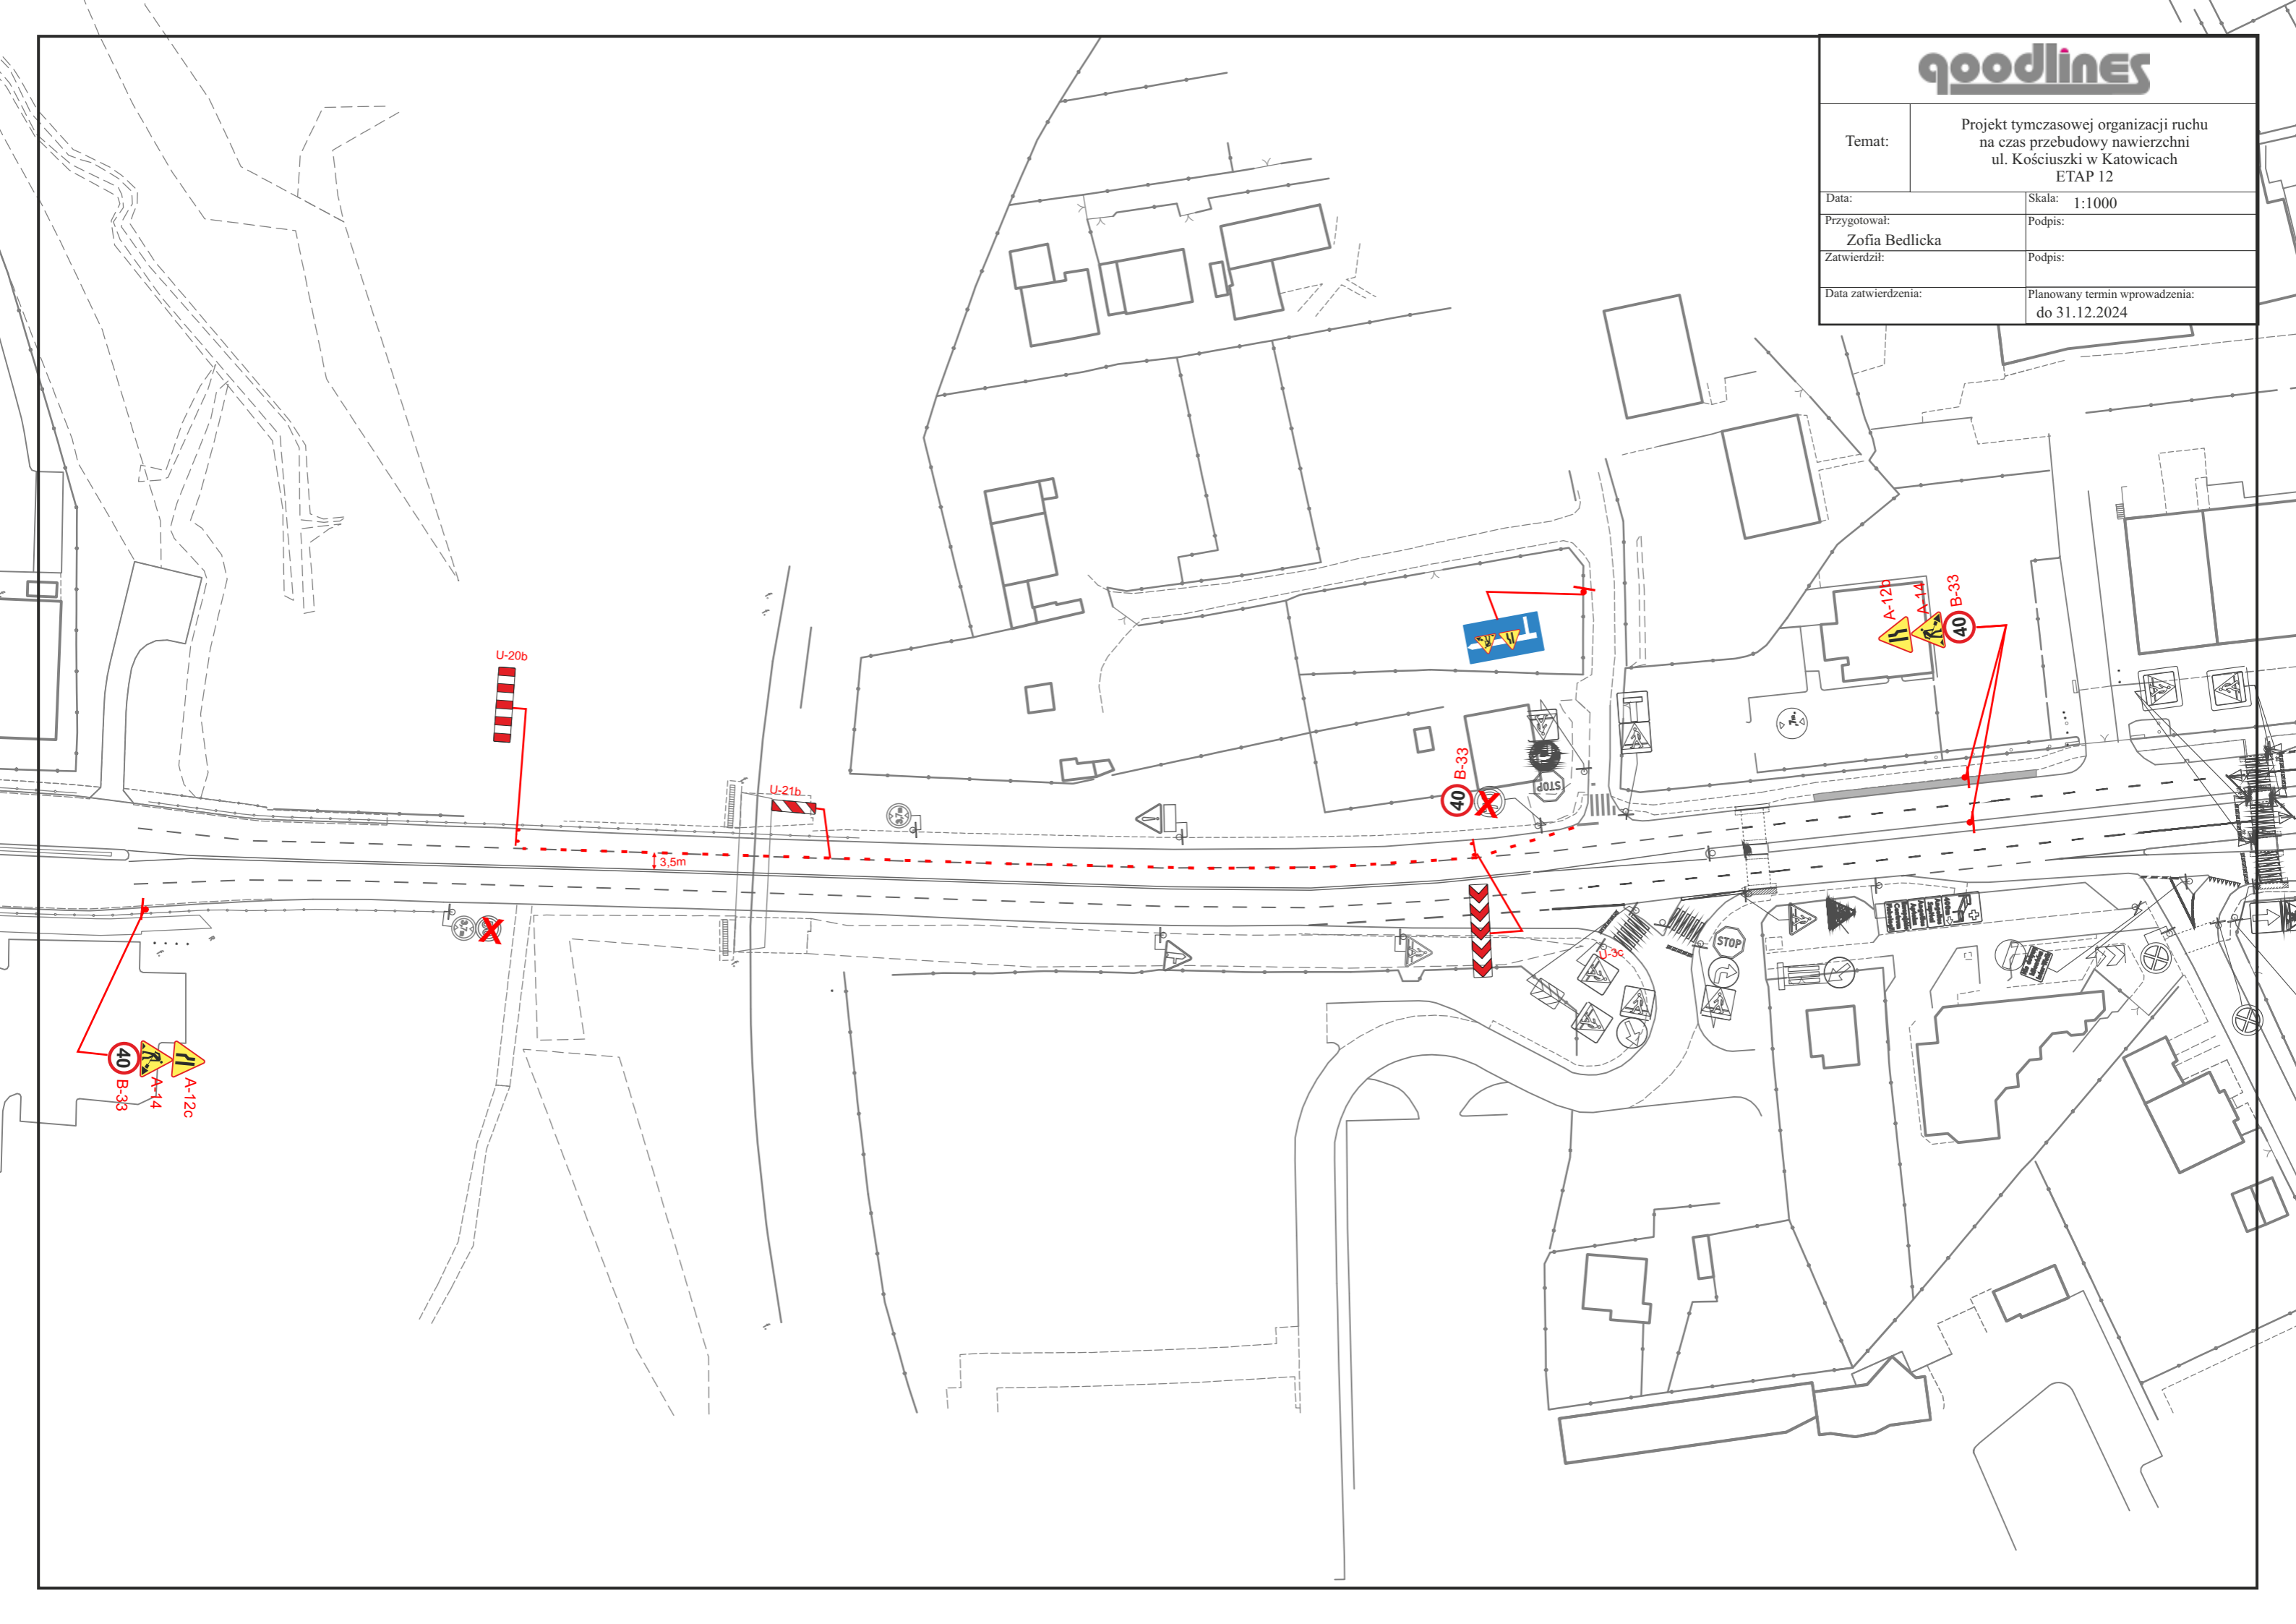 goodlines
Temat:
Projekt tymczasowej organizacji ruchu
na czas przebudowy nawierzchni
ul. Kościuszki w Katowicach
ETAP 12
Data:
Skala: 1:1000
Przygotował:
Zofia Bedlicka
Podpis:
Zatwierdził:
Podpis:
Data zatwierdzenia:
Planowany termin wprowadzenia:
do 31.12.2024
A-12b
A-14
B-33
40
U-20b
B-33
40
X
STOP
U-21b
3,5m
X
U-3c
STOP
40
B-33
A-14
A-12c